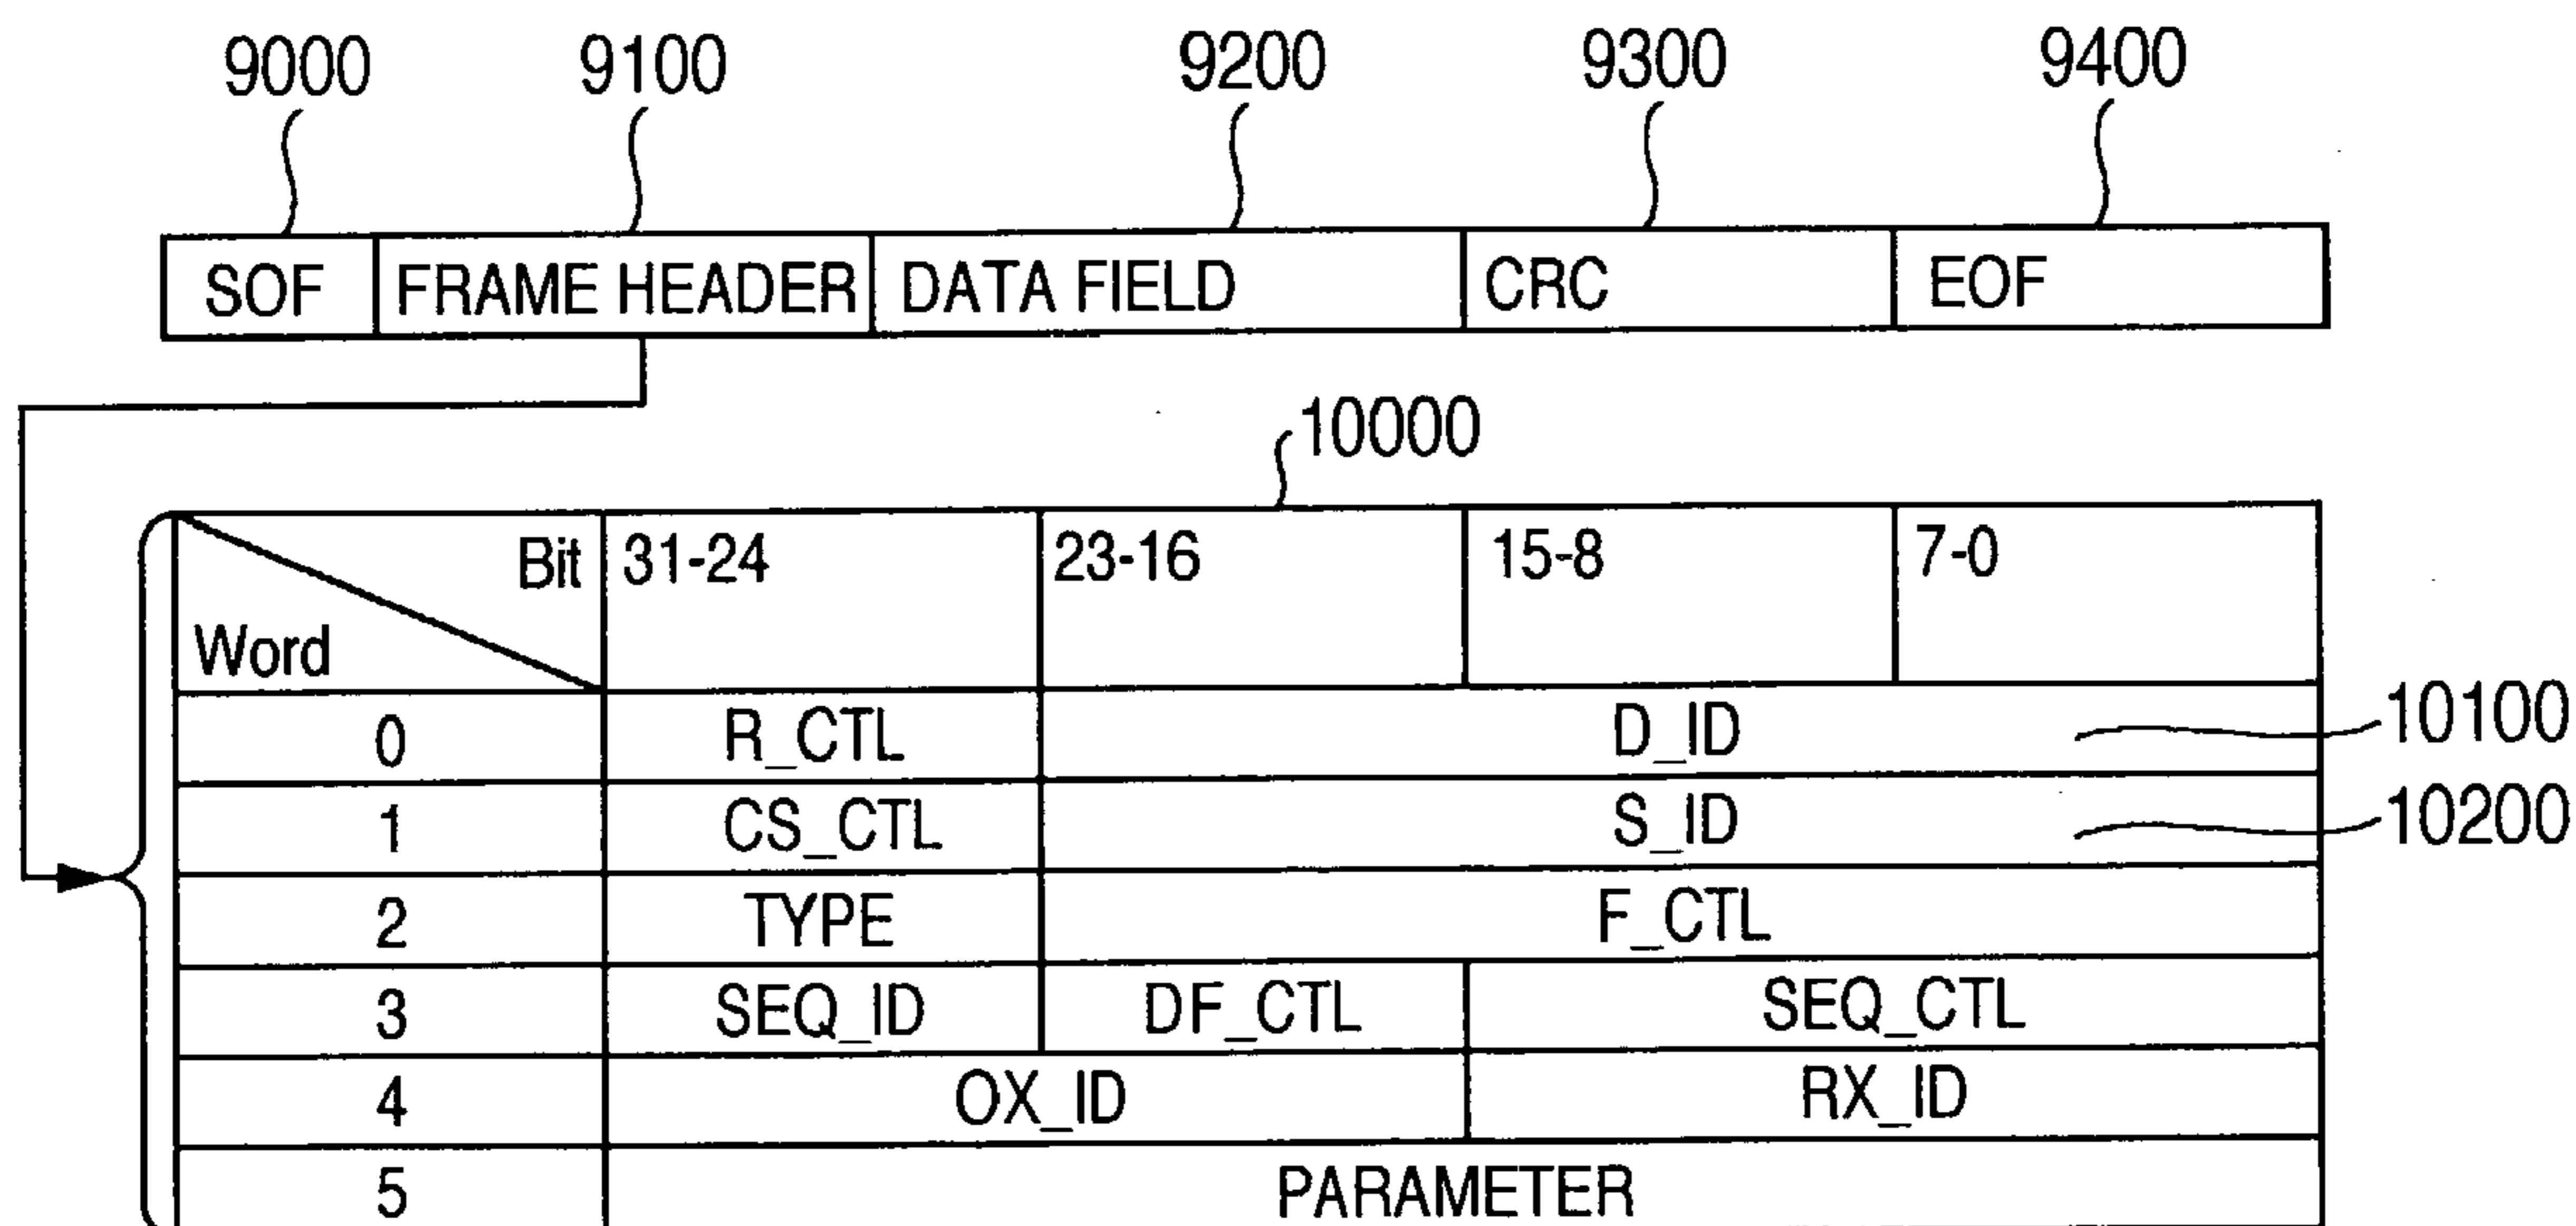 9000 9100 9200 9300 9400
SOF FRAME HEADER DATA FIELD CRC EOF
10000
Bit 31-24 23-16 15-8 7-0
Word
0 R_CTL D_ID 10100
1 CS_CTL S_ID 10200
2 TYPE F_CTL
3 SEQ_ID DF_CTL SEQ_CTL
4 OX_ID RX_ID
5 PARAMETER